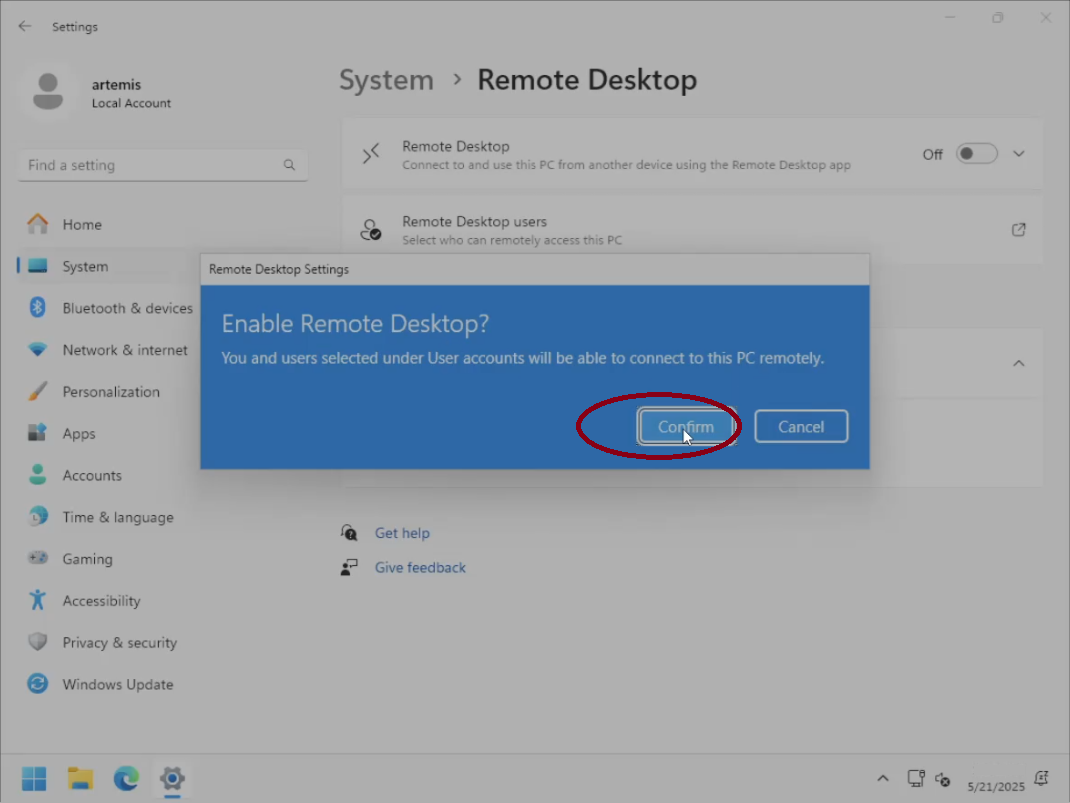 Settings
artemis
Local Account
Find a setting
Home
System
Bluetooth & devices
Network & internet
Personalization
Apps
Accounts
Time & language
Gaming
Accessibility
Privacy & security
Windows Update
System > Remote Desktop
Remote Desktop
Connect to and use this PC from another device using the Remote Desktop app
Off
Remote Desktop users
Select who can remotely access this PC
Remote Desktop Settings
Enable Remote Desktop?
You and users selected under User accounts will be able to connect to this PC remotely.
Confirm
Cancel
Get help
Give feedback
5/21/2025